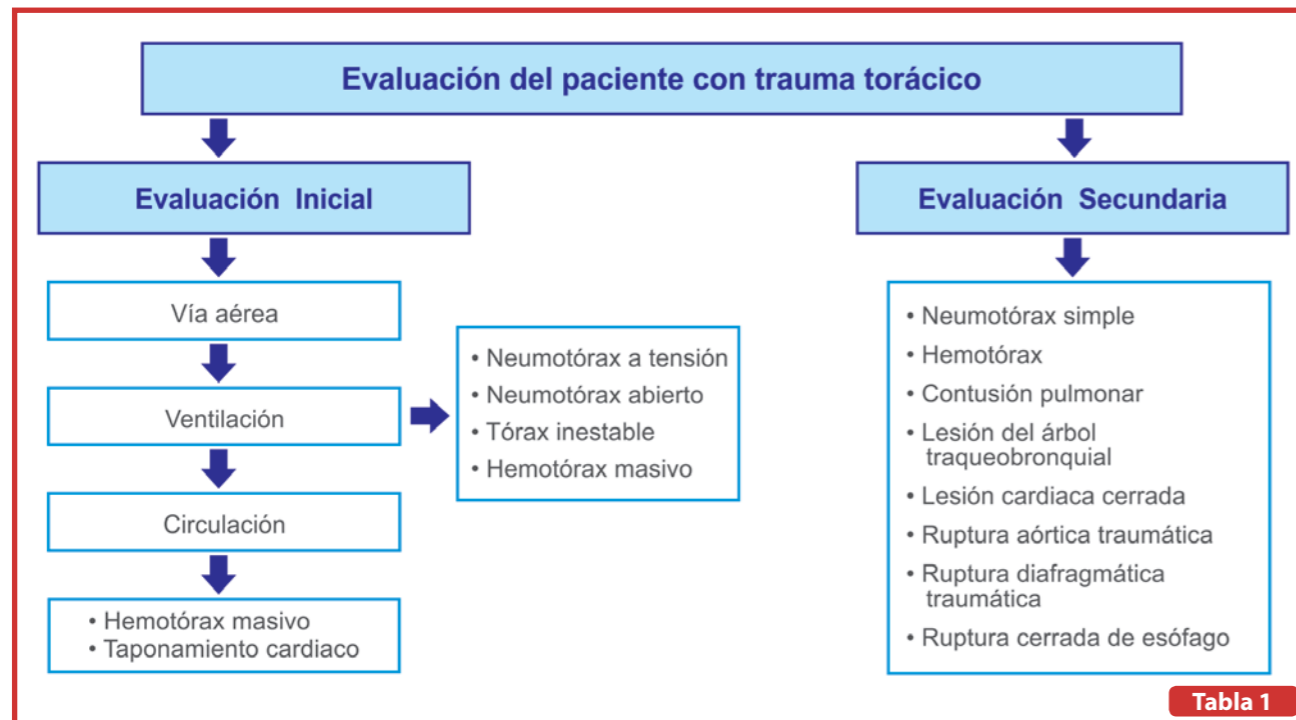 Evaluación del paciente con trauma torácico
Evaluación Inicial
Vía aérea
Ventilación
• Neumotórax a tensión
• Neumotórax abierto
• Tórax inestable
• Hemotórax masivo
Circulación
• Hemotórax masivo
• Taponamiento cardiaco
Evaluación Secundaria
• Neumotórax simple
• Hemotórax
• Contusión pulmonar
• Lesión del árbol
traqueobronquial
• Lesión cardiaca cerrada
• Ruptura aórtica traumática
• Ruptura diafragmática
traumática
• Ruptura cerrada de esófago
Tabla 1